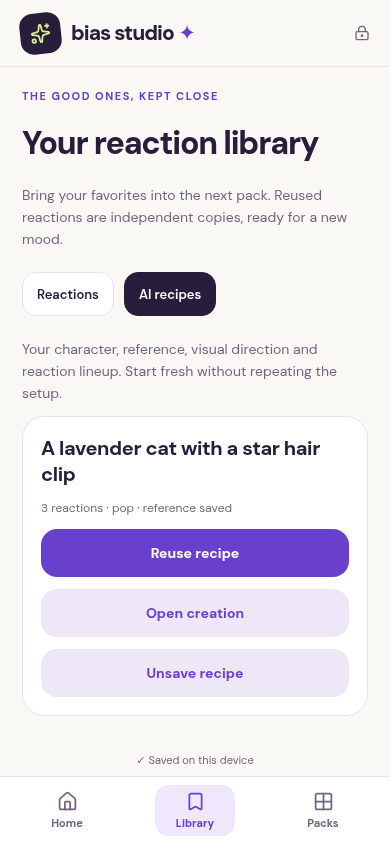 bias studio ✦
THE GOOD ONES, KEPT CLOSE
Your reaction library
Bring your favorites into the next pack. Reused
reactions are independent copies, ready for a new
mood.
Reactions
AI recipes
Your character, reference, visual direction and
reaction lineup. Start fresh without repeating the
setup.
A lavender cat with a star hair
clip
3 reactions · pop · reference saved
Reuse recipe
Open creation
Unsave recipe
✓ Saved on this device
Home
Library
Packs